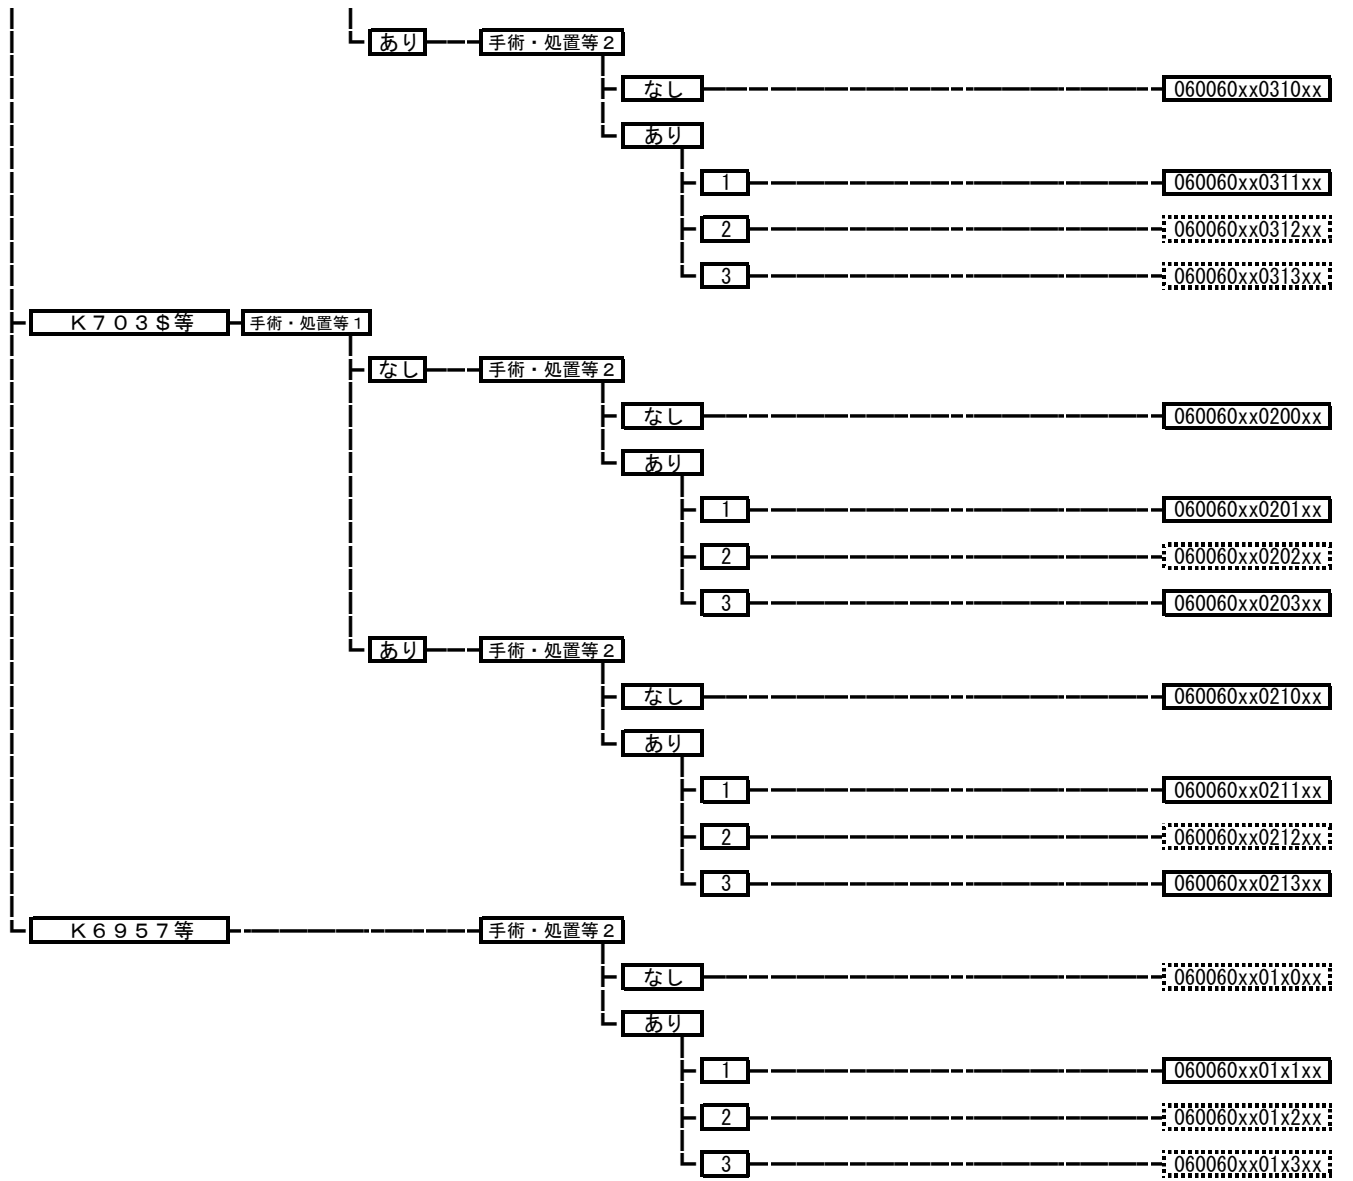 あり 手術・処置等２
なし 060060xx0310xx
あり
1 060060xx0311xx
2 060060xx0312xx
3 060060xx0313xx
Ｋ７０３＄等 手術・処置等１
なし 手術・処置等２
なし 060060xx0200xx
あり
1 060060xx0201xx
2 060060xx0202xx
3 060060xx0203xx
あり 手術・処置等２
なし 060060xx0210xx
あり
1 060060xx0211xx
2 060060xx0212xx
3 060060xx0213xx
Ｋ６９５７等 手術・処置等２
なし 060060xx01x0xx
あり
1 060060xx01x1xx
2 060060xx01x2xx
3 060060xx01x3xx